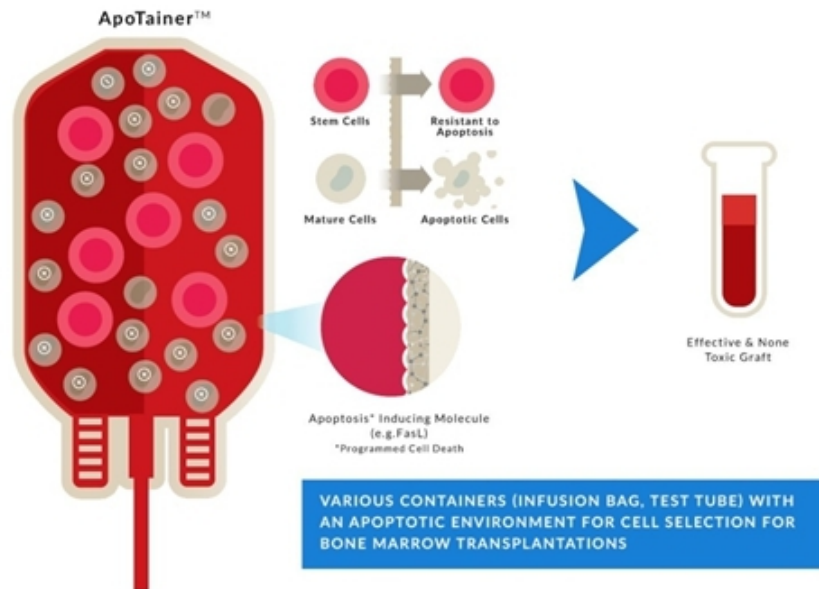 ApoTainer™
Stem Cells
Resistant to
Apoptosis
Mature Cells
Apoptotic Cells
Apoptosis* Inducing Molecule
(e.g.FasL)
*Programmed Cell Death
Effective & None
Toxic Graft
VARIOUS CONTAINERS (INFUSION BAG, TEST TUBE) WITH
AN APOPTOTIC ENVIRONMENT FOR CELL SELECTION FOR
BONE MARROW TRANSPLANTATIONS